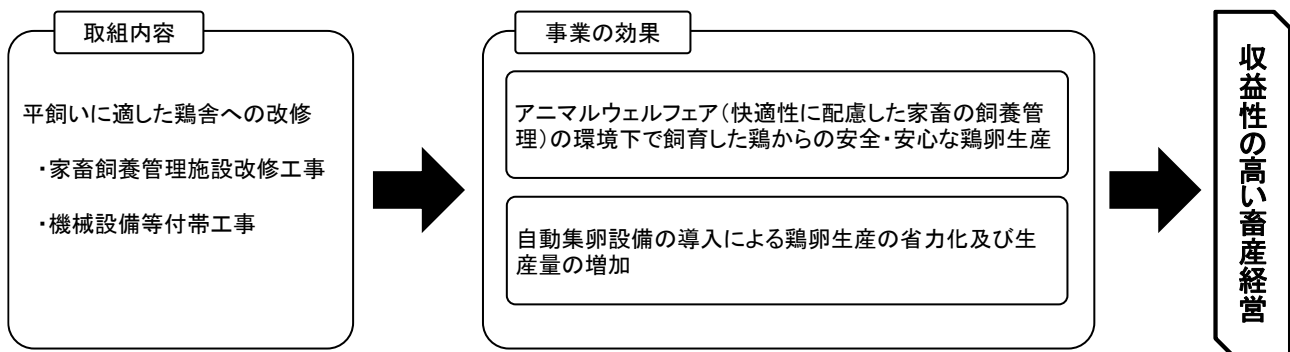 取組内容
平飼いに適した鶏舎への改修
・家畜飼養管理施設改修工事
・機械設備等付帯工事
事業の効果
アニマルウェルフェア（快適性に配慮した家畜の飼養管
理）の環境下で飼育した鶏からの安全・安心な鶏卵生産
自動集卵設備の導入による鶏卵生産の省力化及び生
産量の増加
収益性の高い畜産経営